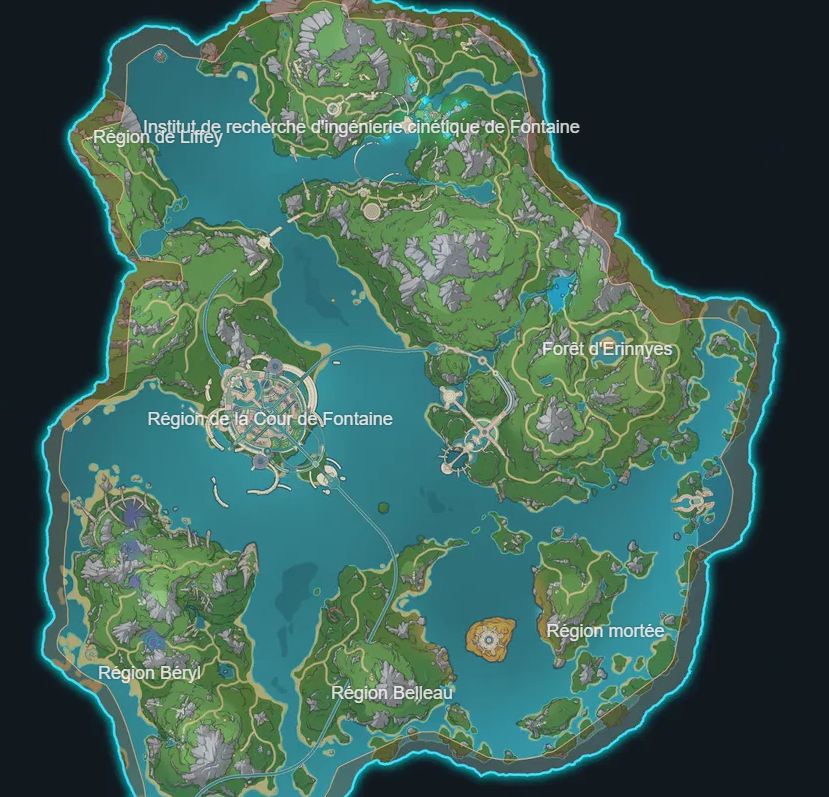 Institut de recherche d'ingénierie cinétique de Fontaine
Région de Liffey
Forêt d'Erinnyes
Région de la Cour de Fontaine
Région mortée
Région Béryl
Région Belleau